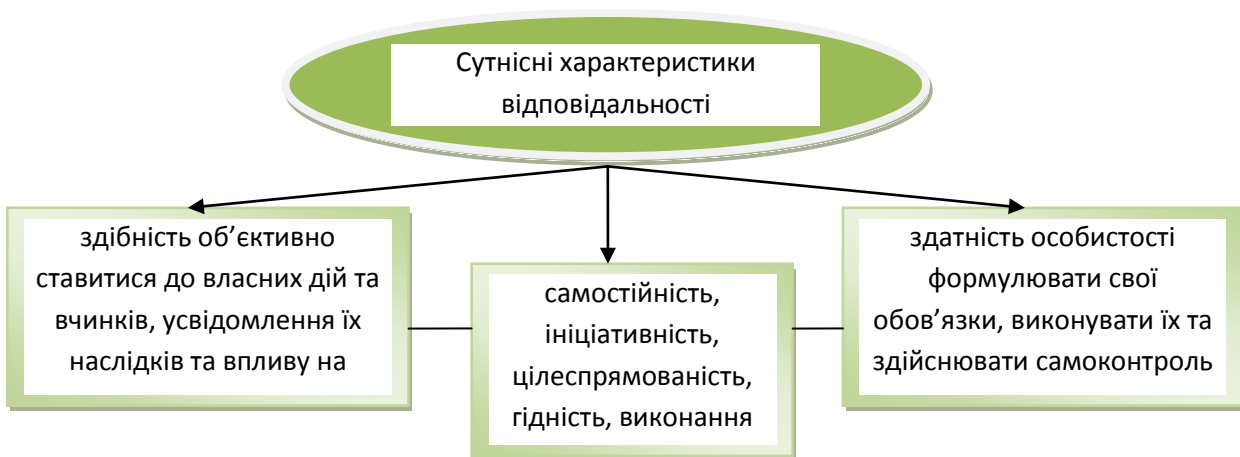 Сутнісні характеристики
відповідальності
здібність об’єктивно
ставитися до власних дій та
вчинків, усвідомлення їх
наслідків та впливу на
самостійність,
ініціативність,
цілеспрямованість,
гідність, виконання
здатність особистості
формулювати свої
обов’язки, виконувати їх та
здійснювати самоконтроль